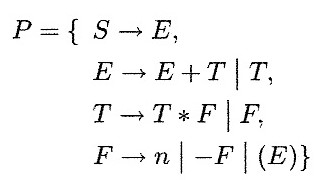 P = { S → E,
E → E + T | T,
T → T * F | F,
F → n | −F | (E)}